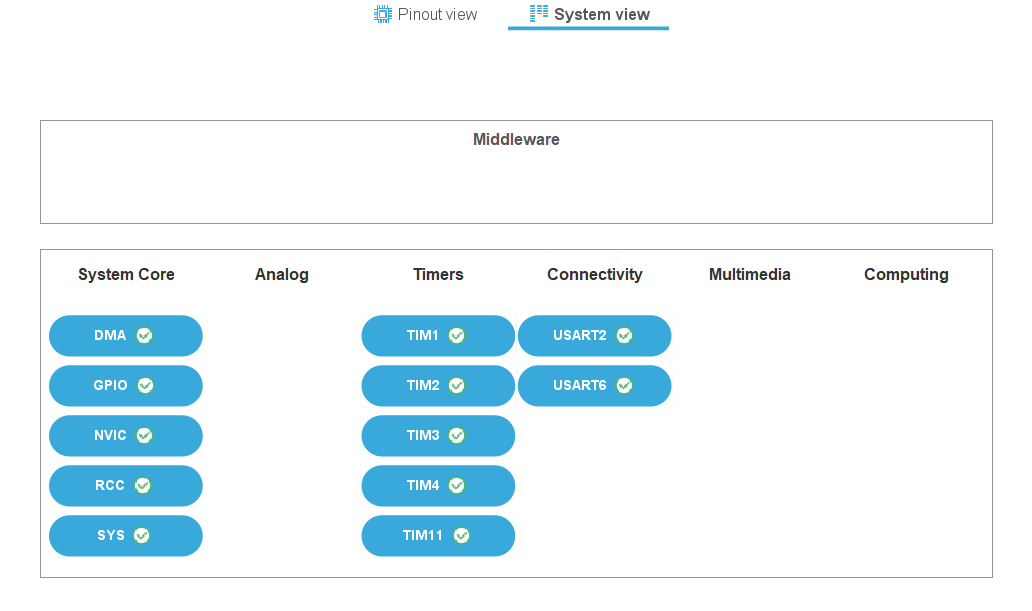 Pinout view System view
Middleware
System Core Analog Timers Connectivity Multimedia Computing
DMA TIM1 USART2
GPIO TIM2 USART6
NVIC TIM3
RCC TIM4
SYS TIM11